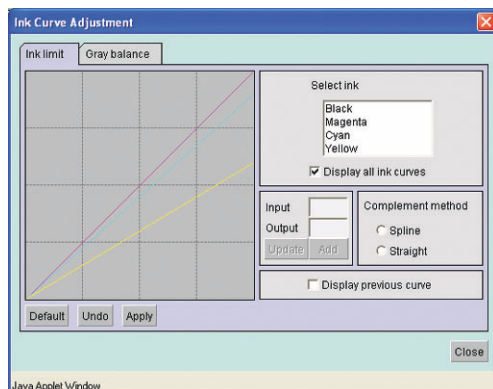 Ink Curve Adjustment
Ink limit
Gray balance
Select ink
Black
Magenta
Cyan
Yellow
Display all ink curves
Input
Output
Update
Add
Complement method
Spline
Straight
Display previous curve
Default
Undo
Apply
Close
Java Applet Window